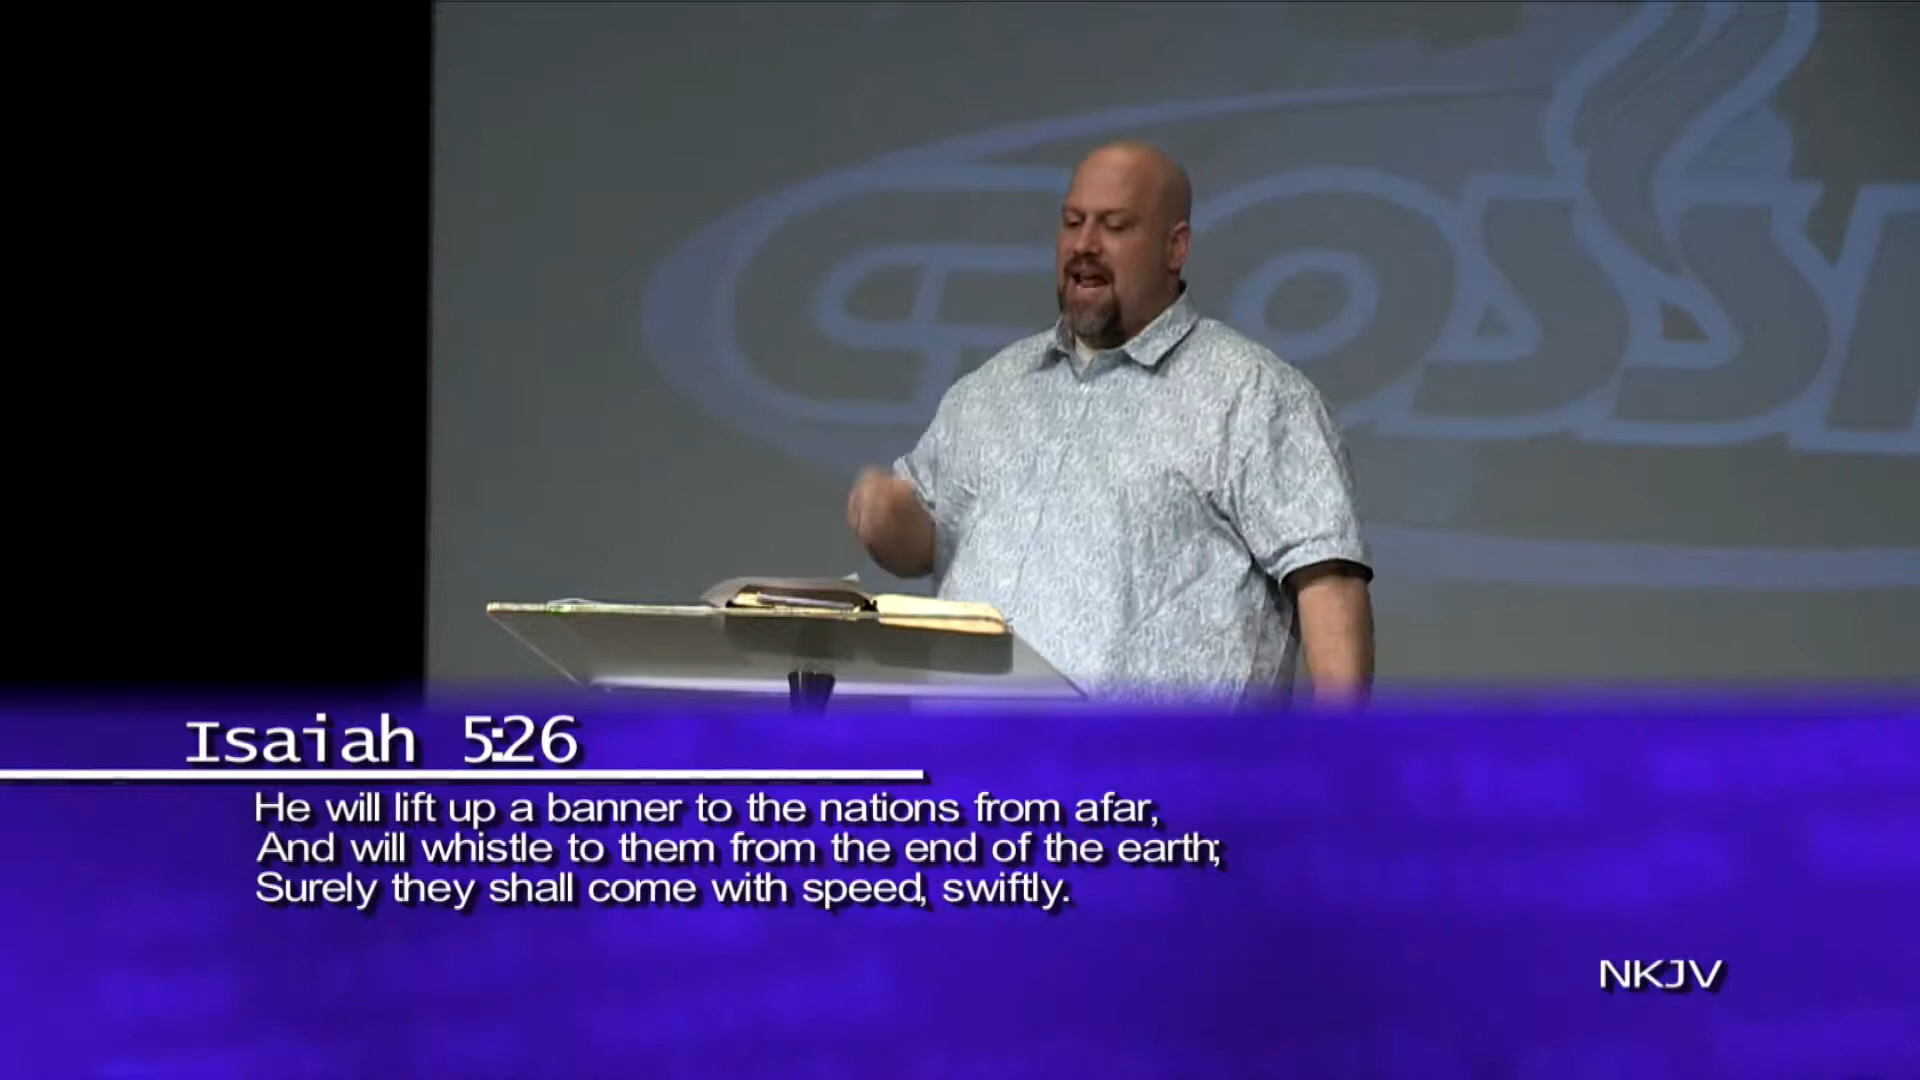 Isaiah 5:26
He will lift up a banner to the nations from afar,
And will whistle to them from the end of the earth;
Surely they shall come with speed, swiftly.
NKJV